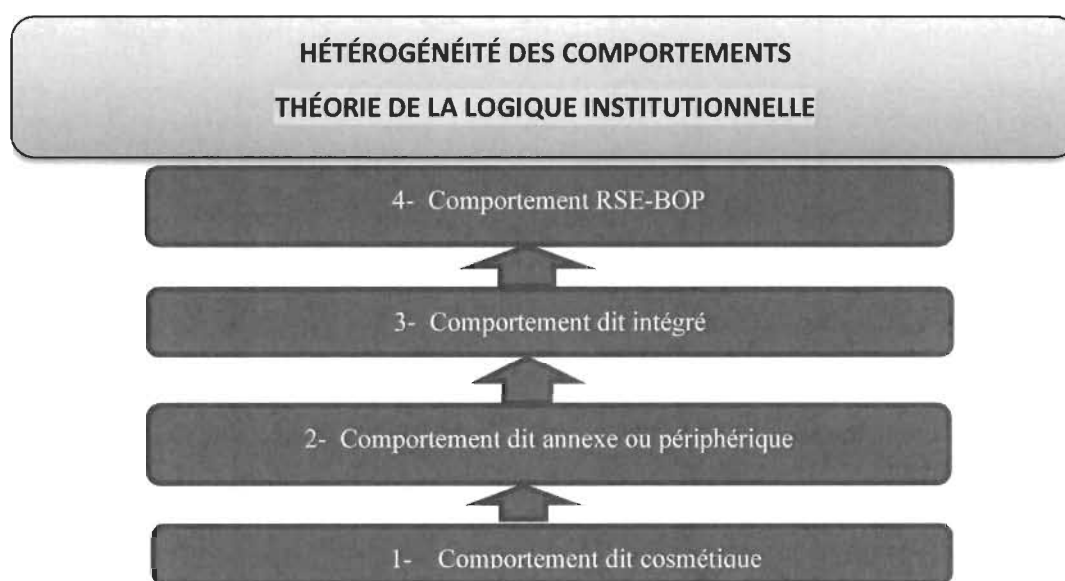 HÉTÉROGÉNÉITÉ DES COMPORTEMENTS
THÉORIE DE LA LOGIQUE INSTITUTIONNELLE
4- Comportement RSE-BOP
3- Comportement dit intégré
2- Comportement dit annexe ou périphérique
1- Comportement dit cosmétique